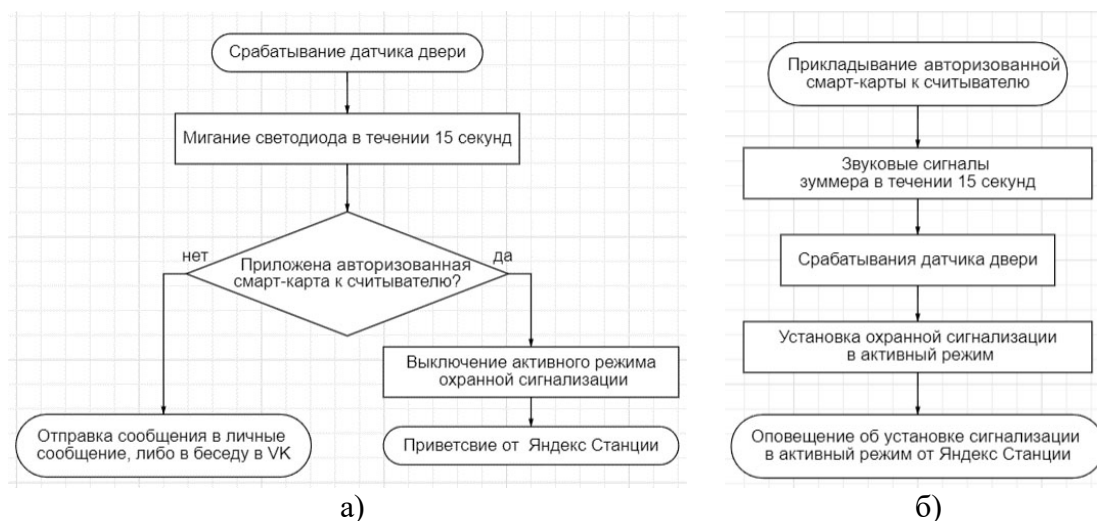 Срабатывание датчика двери
Мигание светодиода в течении 15 секунд
нет
да
Приложена авторизованная
смарт-карта к считывателю?
Выключение активного режима
охранной сигнализации
Отправка сообщения в личные
сообщение, либо в беседу в VK
Приветсвие от Яндекс Станции
а)
Прикладывание авторизованной
смарт-карты к считывателю
Звуковые сигналы
зуммера в течении 15 секунд
Срабатывания датчика двери
Установка охранной сигнализации
в активный режим
Оповещение об установке сигнализации
в активный режим от Яндекс Станции
б)